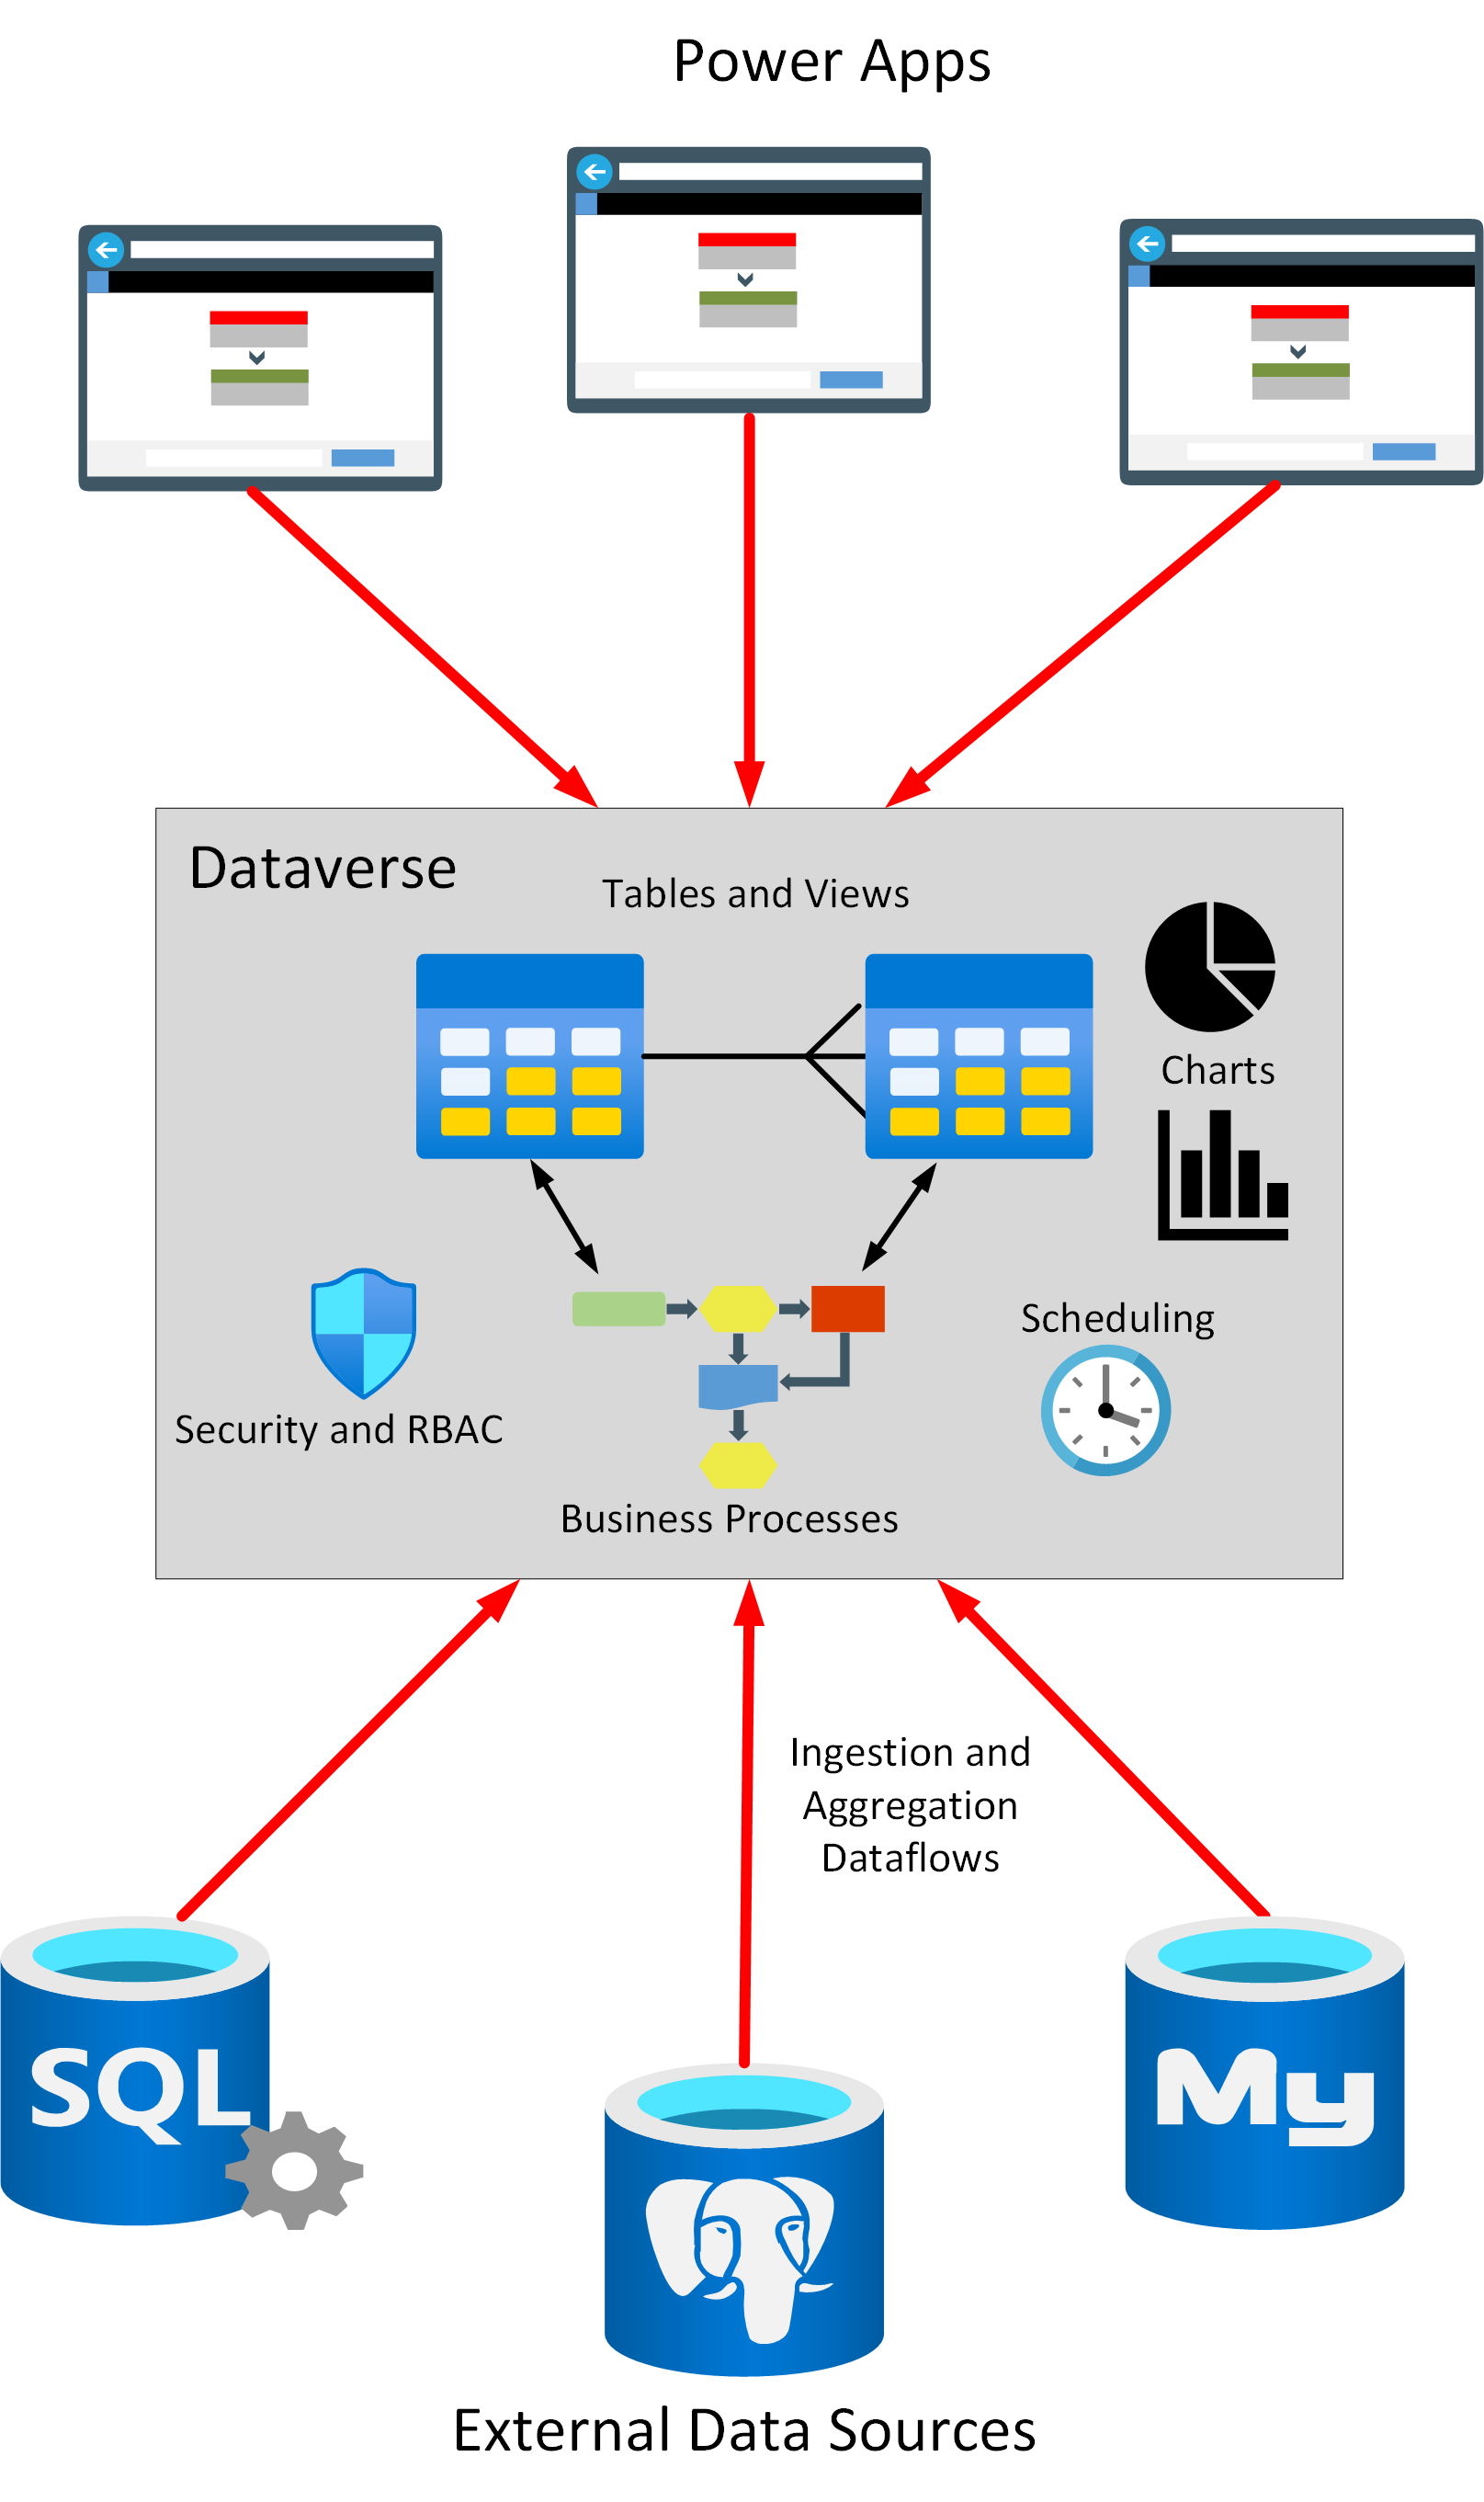 Power Apps
Dataverse
Tables and Views
Charts
Scheduling
Security and RBAC
Business Processes
Ingestion and
Aggregation
Dataflows
SQL
My
External Data Sources